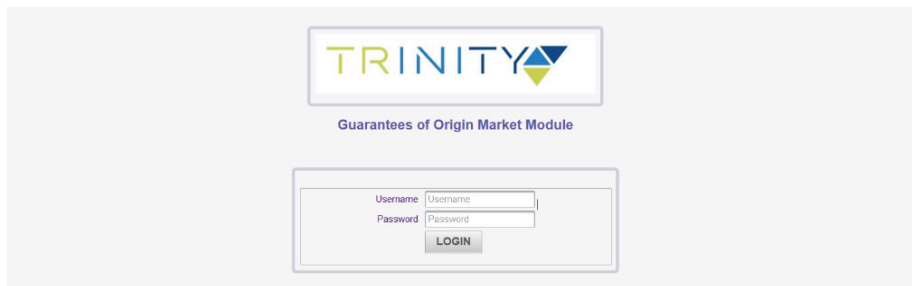 TRINITY
Guarantees of Origin Market Module
Username Username
Password Password
LOGIN